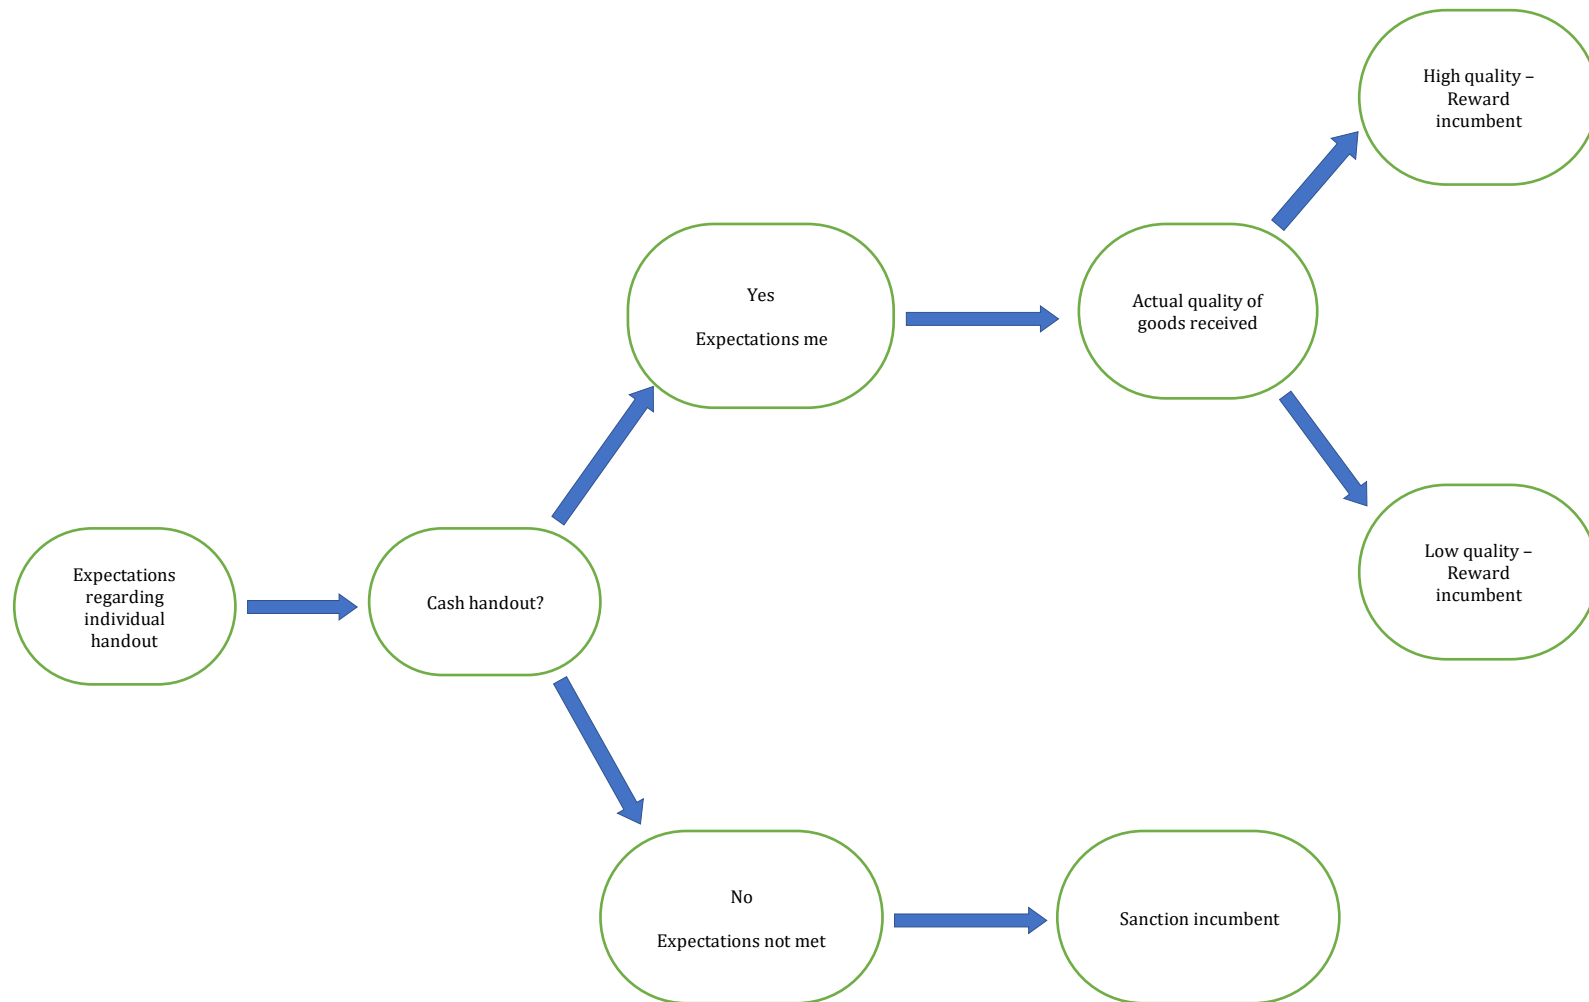 Expectations
regarding
individual
handout
Cash handout?
Yes
Expectations me
Actual quality of
goods received
High quality –
Reward
incumbent
Low quality –
Reward
incumbent
No
Expectations not met
Sanction incumbent